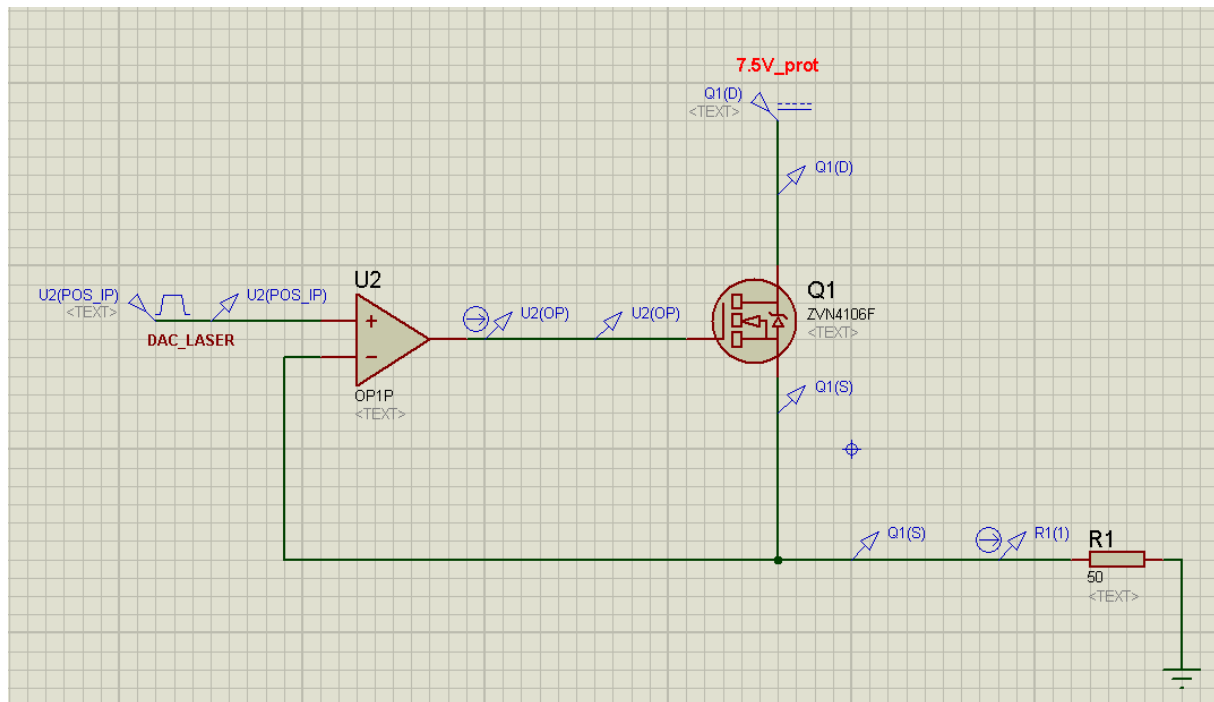 7.5V_prot
Q1(D)
<TEXT>
Q1(D)
U2
Q1
ZVN4106F
<TEXT>
U2(POS_IP)
<TEXT>
U2(POS_IP)
U2(OP)
U2(OP)
DAC_LASER
+
−
OP1P
<TEXT>
Q1(S)
Q1(S)
R1(1)
R1
50
<TEXT>